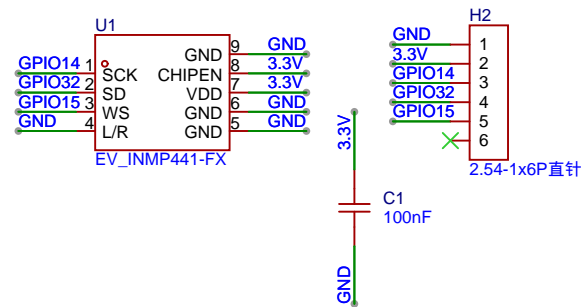 U1
GPIO14 1 SCK
GPIO32 2 SD
GPIO15 3 WS
GND 4 L/R
GND 9 GND
CHIPEN 8 3.3V
VDD 7 3.3V
GND 6 GND
GND 5 GND
EV_INMP441-FX
3.3V
C1
100nF
GND
H2
GND 1
3.3V 2
GPIO14 3
GPIO32 4
GPIO15 5
6
2.54-1x6P直针